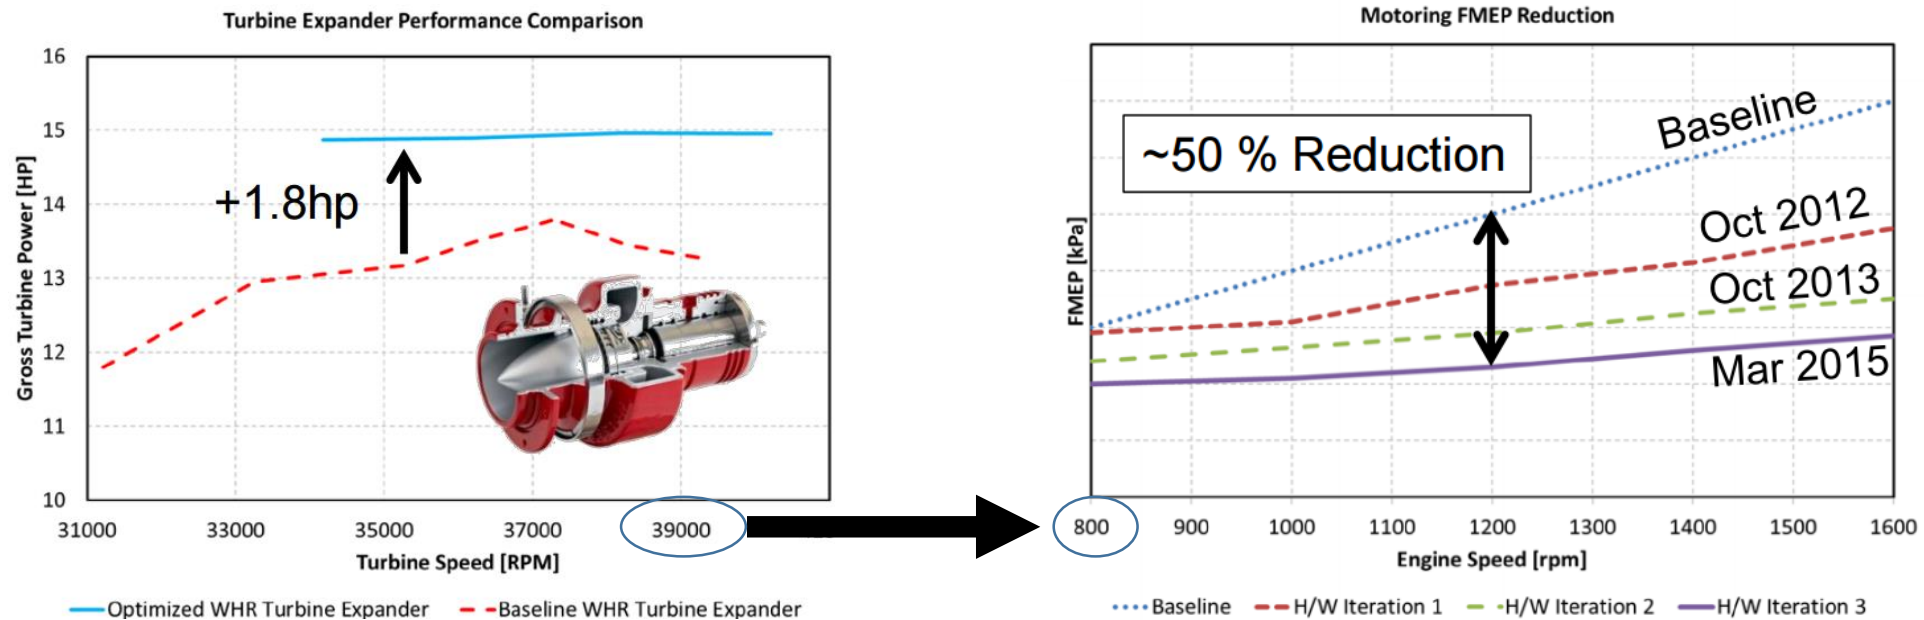 Turbine Expander Performance Comparison
Gross Turbine Power [HP]
16
15
14
13
12
11
10
+1.8hp
31000 33000 35000 37000 39000
Turbine Speed [RPM]
Optimized WHR Turbine Expander Baseline WHR Turbine Expander
Motoring FMEP Reduction
FMEP [kPa]
~50 % Reduction
Baseline
Oct 2012
Oct 2013
Mar 2015
800 900 1000 1100 1200 1300 1400 1500 1600
Engine Speed [rpm]
Baseline H/W Iteration 1 H/W Iteration 2 H/W Iteration 3